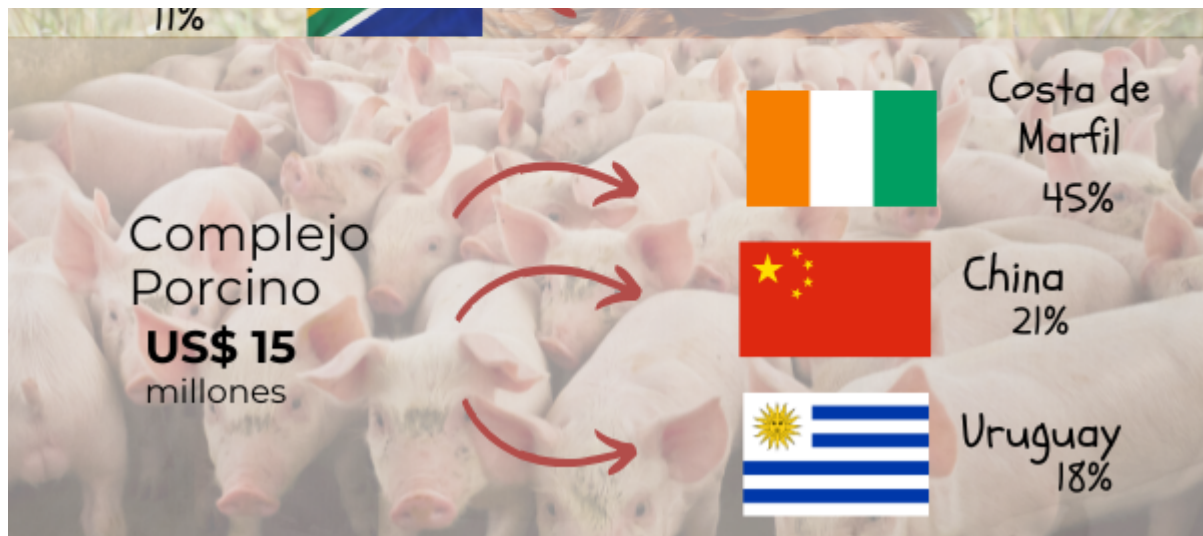 11%
Complejo
Porcino
US$ 15
millones
Costa de
Marfil
45%
China
21%
Uruguay
18%